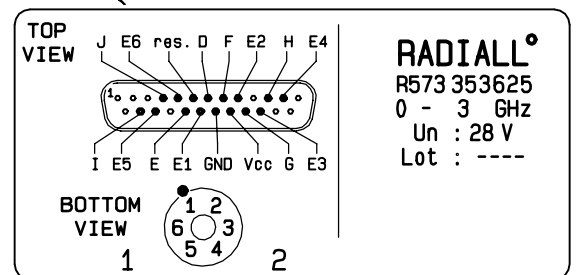 TOP
VIEW
J E6 res. D F E2 H E4
1
I E5 E E1 GND Vcc G E3
BOTTOM
VIEW
1 2
6 3
5 4
1 2
RADIALL°
R573 353625
0 - 3 GHz
Un : 28 V
Lot : ----